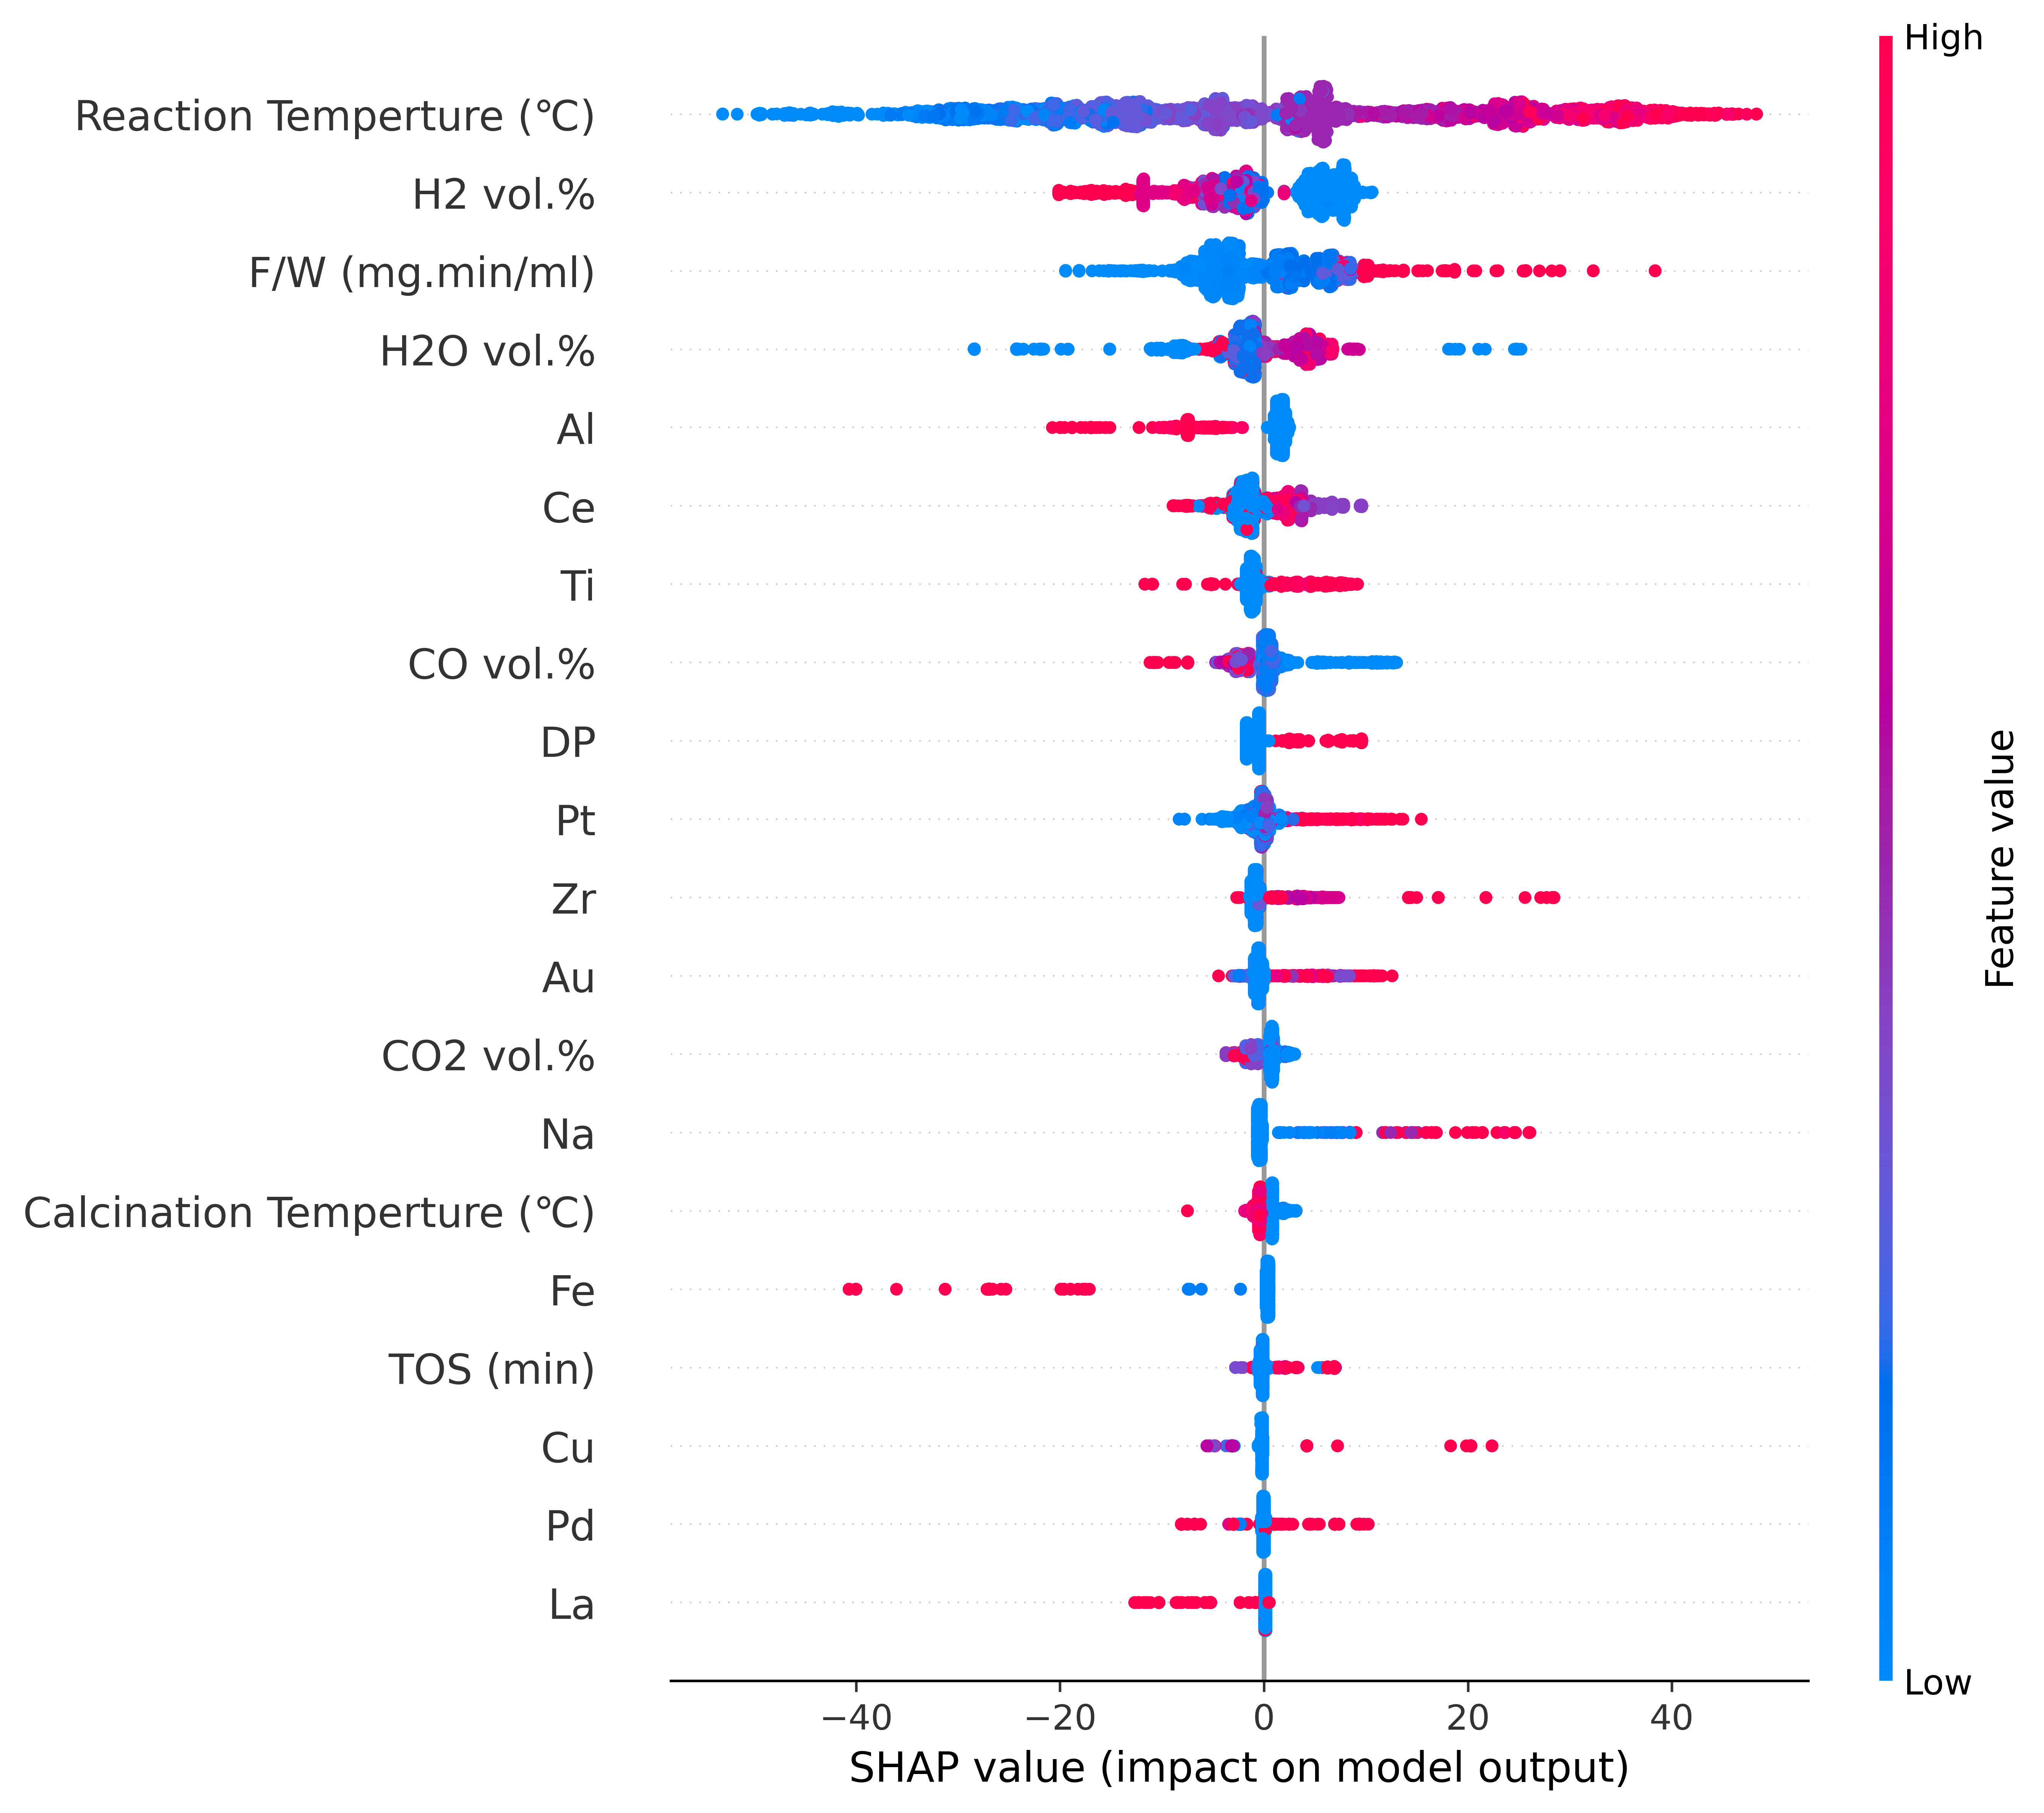 High
Reaction Temperture (℃)
H2 vol.%
F/W (mg.min/ml)
H2O vol.%
Al
Ce
Ti
CO vol.%
DP
Pt
Zr
Au
CO2 vol.%
Na
Calcination Temperture (℃)
Fe
TOS (min)
Cu
Pd
La
Feature value
Low
−40 −20 0 20 40
SHAP value (impact on model output)